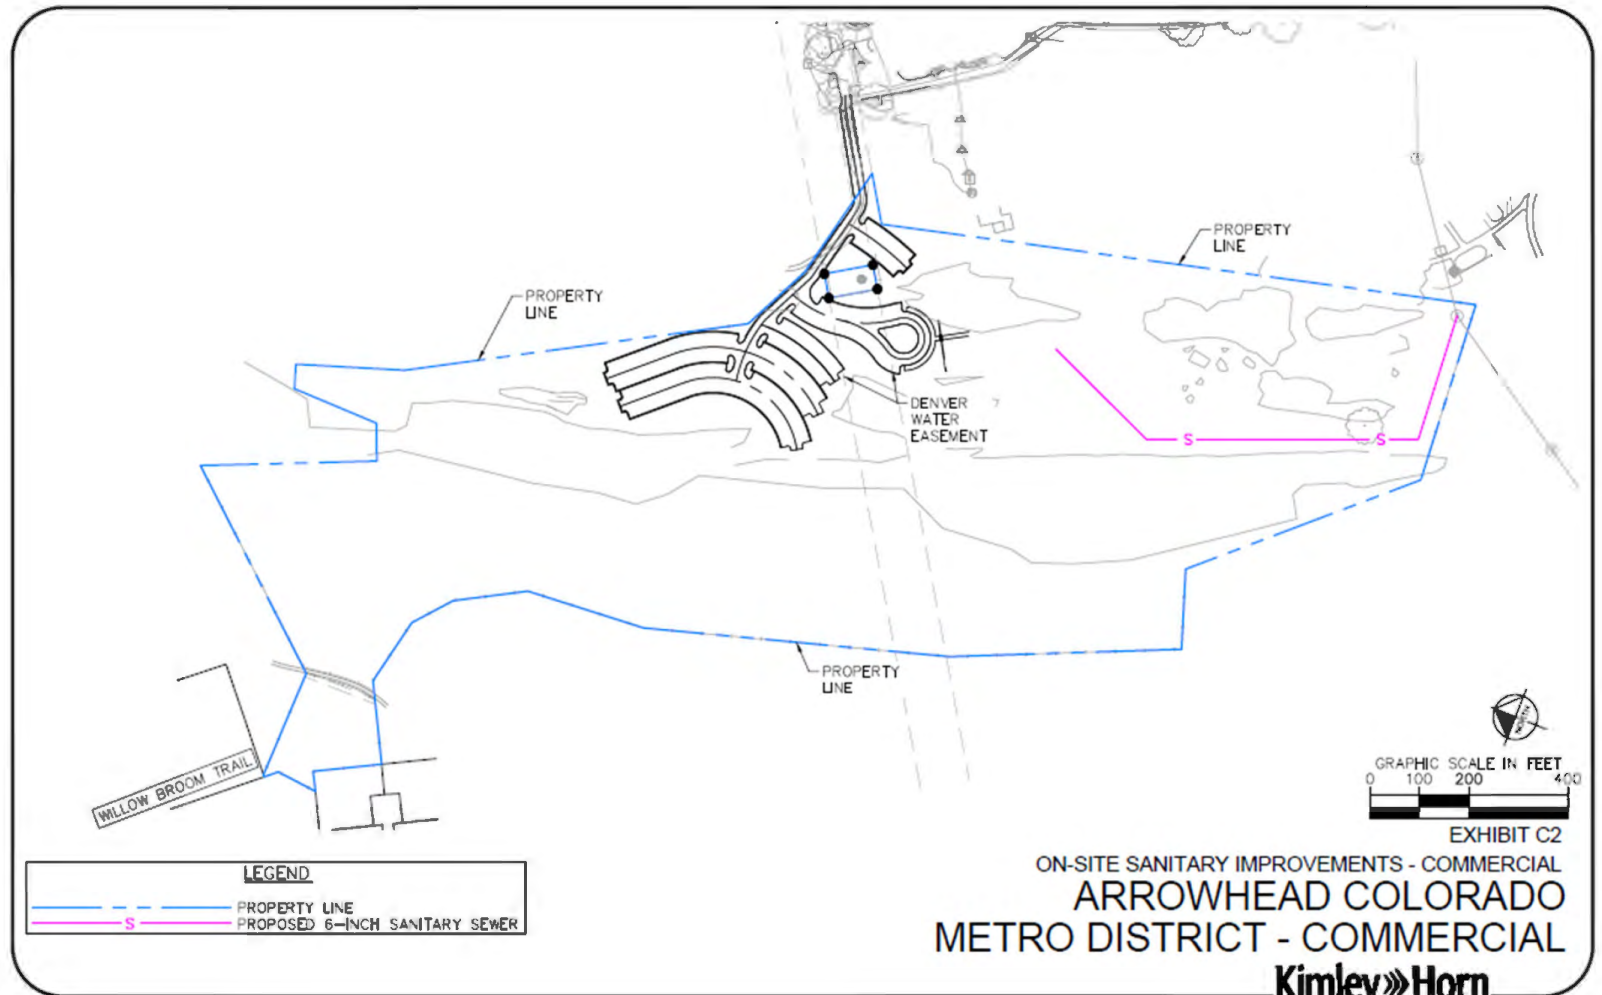 PROPERTY
LINE
PROPERTY
LINE
DENVER
WATER
EASEMENT
S
S
PROPERTY
LINE
WILLOW BROOM TRAIL
NORTH
GRAPHIC SCALE IN FEET
0 100 200 400
EXHIBIT C2
ON-SITE SANITARY IMPROVEMENTS - COMMERCIAL
ARROWHEAD COLORADO
METRO DISTRICT - COMMERCIAL
Kimley»Horn
LEGEND
PROPERTY LINE
S PROPOSED 6-INCH SANITARY SEWER